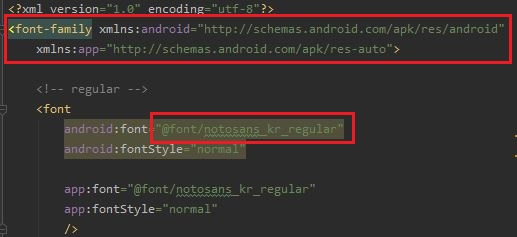 <?xml version="1.0" encoding="utf-8"?>
<font-family xmlns:android="http://schemas.android.com/apk/res/android"
xmlns:app="http://schemas.android.com/apk/res-auto">
<!-- regular -->
<font
android:font="@font/notosans_kr_regular"
android:fontStyle="normal"
app:font="@font/notosans_kr_regular"
app:fontStyle="normal"
/>